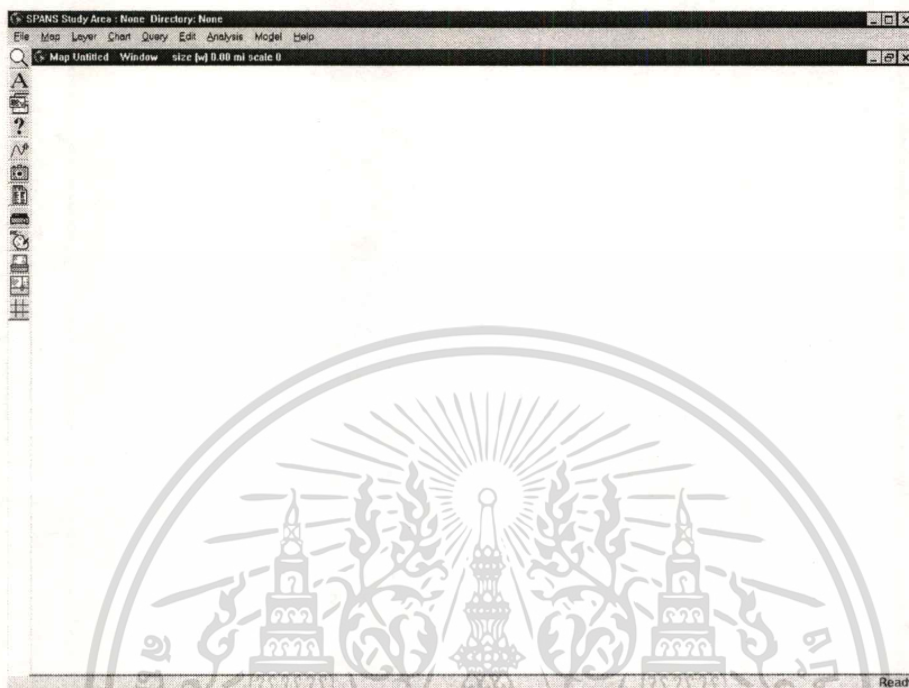 SPANS Study Area : None Directory: None
File Map Layer Chart Query Edit Analysis Model Help
Map Untitled Window size [w] 0.00 mi scale 0
A
?
Ready